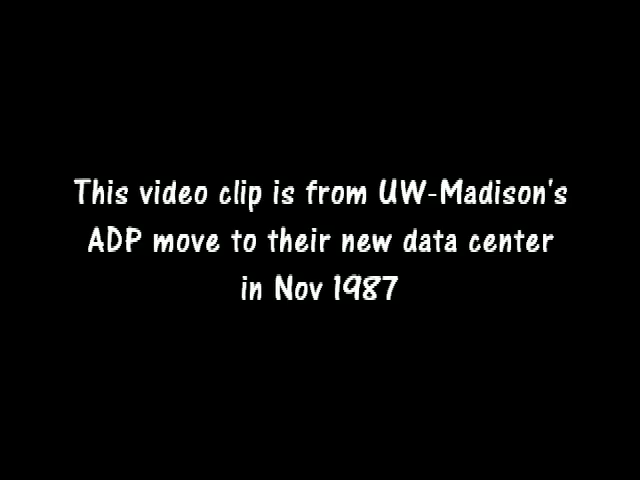 This video clip is from UW-Madison's
ADP move to their new data center
in Nov 1987